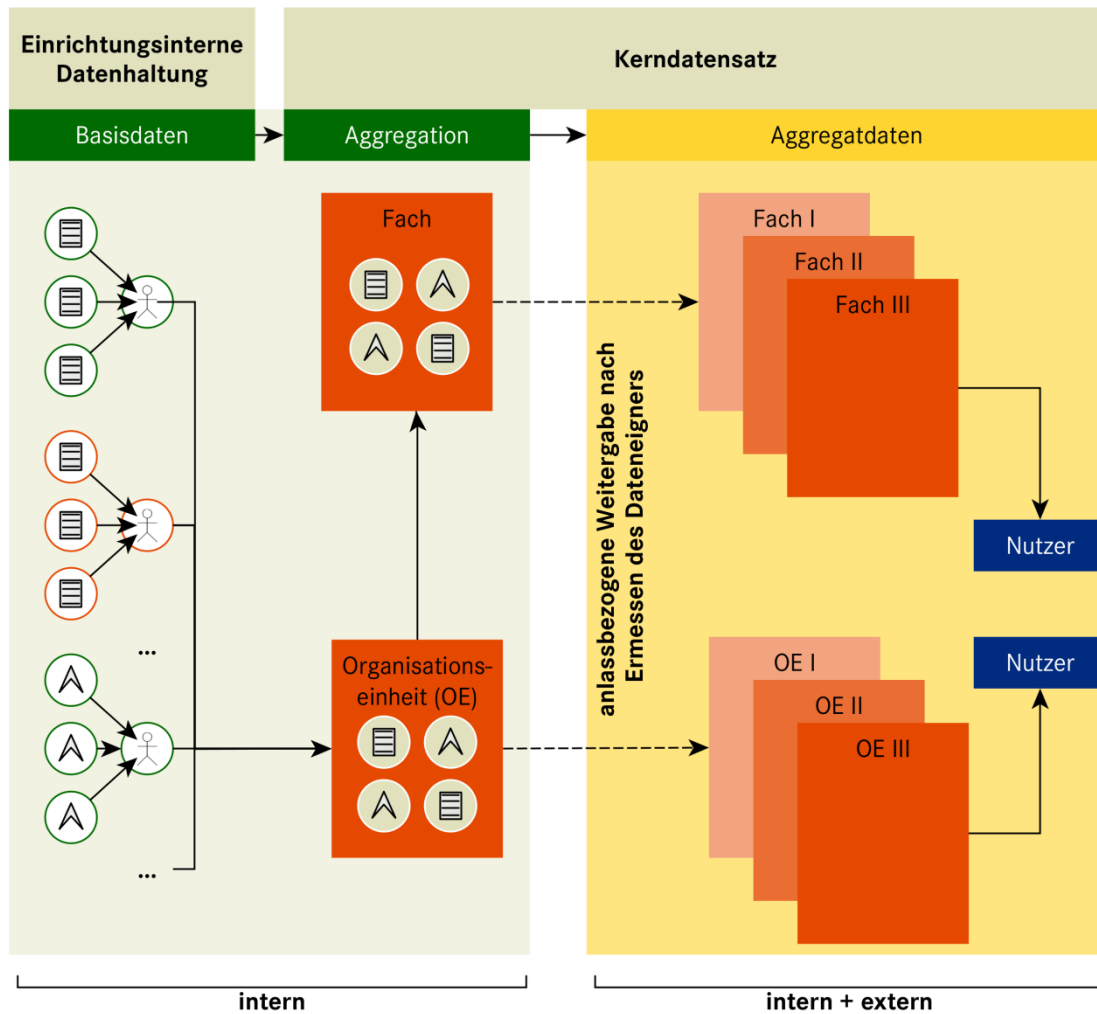 Einrichtungsinterne
Datenhaltung
Kerndatensatz
Basisdaten
Aggregation
Aggregatdaten
Fach
Fach I
Fach II
Fach III
anlassbezogene Weitergabe nach
Ermessen des Dateneigners
Nutzer
...
Organisations-
einheit (OE)
OE I
OE II
OE III
Nutzer
...
intern
intern + extern